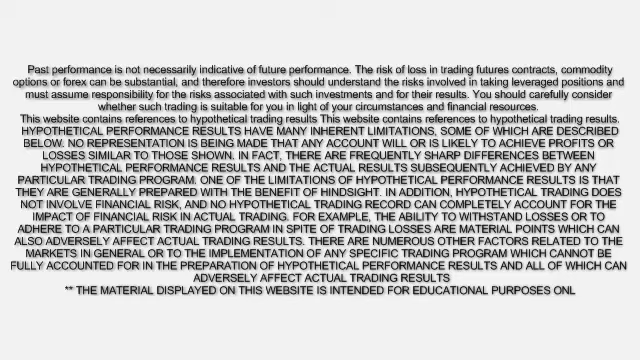 Past performance is not necessarily indicative of future performance. The risk of loss in trading futures contracts, commodity
options or forex can be substantial, and therefore investors should understand the risks involved in taking leveraged positions and
must assume responsibility for the risks associated with such investments and for their results. You should carefully consider
whether such trading is suitable for you in light of your circumstances and financial resources.
This website contains references to hypothetical trading results This website contains references to hypothetical trading results.
HYPOTHETICAL PERFORMANCE RESULTS HAVE MANY INHERENT LIMITATIONS, SOME OF WHICH ARE DESCRIBED
BELOW. NO REPRESENTATION IS BEING MADE THAT ANY ACCOUNT WILL OR IS LIKELY TO ACHIEVE PROFITS OR
LOSSES SIMILAR TO THOSE SHOWN. IN FACT, THERE ARE FREQUENTLY SHARP DIFFERENCES BETWEEN
HYPOTHETICAL PERFORMANCE RESULTS AND THE ACTUAL RESULTS SUBSEQUENTLY ACHIEVED BY ANY
PARTICULAR TRADING PROGRAM. ONE OF THE LIMITATIONS OF HYPOTHETICAL PERFORMANCE RESULTS IS THAT
THEY ARE GENERALLY PREPARED WITH THE BENEFIT OF HINDSIGHT. IN ADDITION, HYPOTHETICAL TRADING DOES
NOT INVOLVE FINANCIAL RISK, AND NO HYPOTHETICAL TRADING RECORD CAN COMPLETELY ACCOUNT FOR THE
IMPACT OF FINANCIAL RISK IN ACTUAL TRADING. FOR EXAMPLE, THE ABILITY TO WITHSTAND LOSSES OR TO
ADHERE TO A PARTICULAR TRADING PROGRAM IN SPITE OF TRADING LOSSES ARE MATERIAL POINTS WHICH CAN
ALSO ADVERSELY AFFECT ACTUAL TRADING RESULTS. THERE ARE NUMEROUS OTHER FACTORS RELATED TO THE
MARKETS IN GENERAL OR TO THE IMPLEMENTATION OF ANY SPECIFIC TRADING PROGRAM WHICH CANNOT BE
FULLY ACCOUNTED FOR IN THE PREPARATION OF HYPOTHETICAL PERFORMANCE RESULTS AND ALL OF WHICH CAN
ADVERSELY AFFECT ACTUAL TRADING RESULTS
** THE MATERIAL DISPLAYED ON THIS WEBSITE IS INTENDED FOR EDUCATIONAL PURPOSES ONL